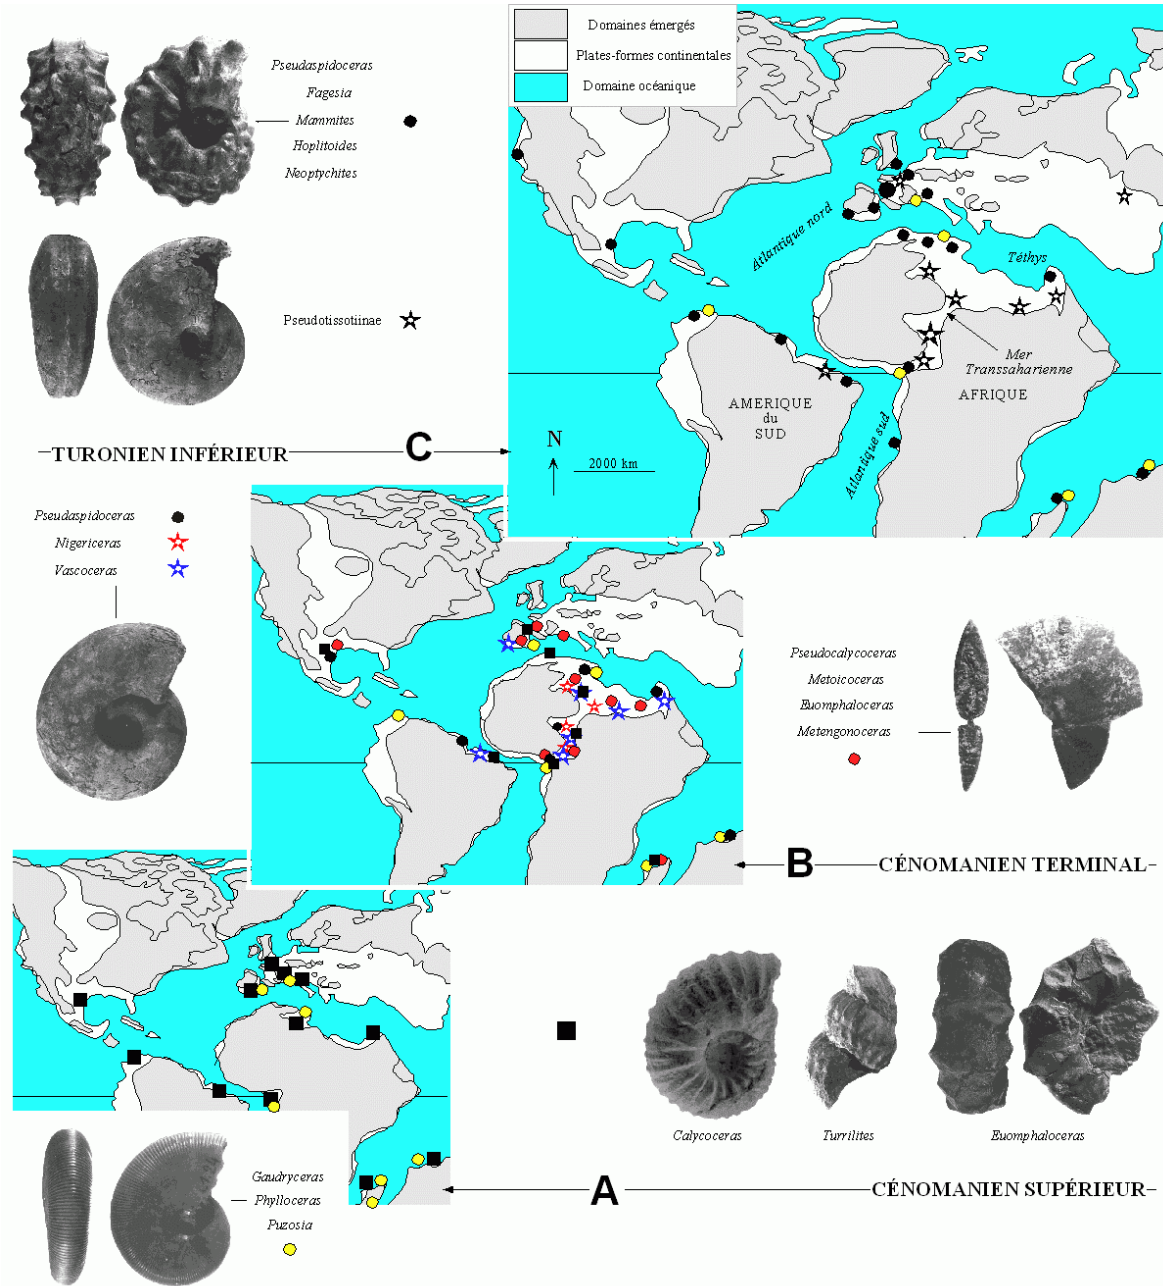 Domaines émergés
Plates-formes continentales
Domaine océanique
Pseudaspidoceras
Fagesia
Mammites
Hoplitoides
Neoptychites
Pseudotissotiinae
Atlantique nord
Téthys
Mer
Transsaharienne
AFRIQUE
AMERIQUE
du
SUD
Atlantique sud
N
2000 km
TURONIEN INFÉRIEUR
C
Pseudaspidoceras
Nigericeras
Vascoceras
Pseudocalycoceras
Metoicoceras
Euomphaloceras
Metengonoceras
B
CÉNOMANIEN TERMINAL
Calycoceras
Turrilites
Euomphaloceras
Gaudryceras
Phylloceras
Puzosia
A
CÉNOMANIEN SUPÉRIEUR